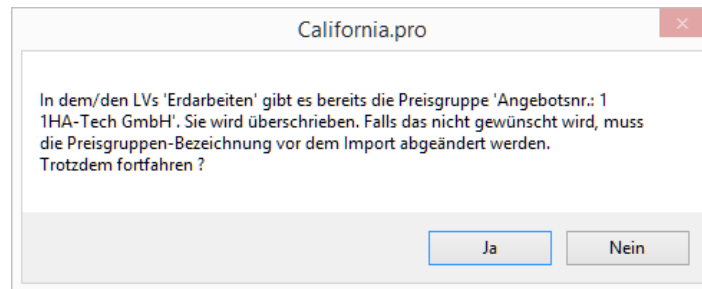 California.pro
In dem/den LVs 'Erdarbeiten' gibt es bereits die Preisgruppe 'Angebotsnr.: 1
1HA-Tech GmbH'. Sie wird überschrieben. Falls das nicht gewünscht wird, muss
die Preisgruppen-Bezeichnung vor dem Import abgeändert werden.
Trotzdem fortfahren ?
Ja
Nein